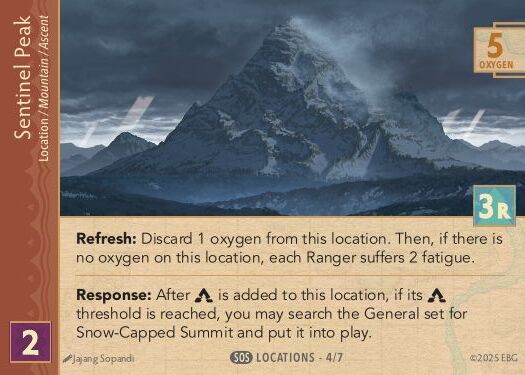 Sentinel Peak
Location / Mountain / Ascent
5
OXYGEN
3R
Refresh: Discard 1 oxygen from this location. Then, if there is
no oxygen on this location, each Ranger suffers 2 fatigue.
Response: After is added to this location, if its
threshold is reached, you may search the General set for
Snow-Capped Summit and put it into play.
2
Jajang Sopandi
SOS LOCATIONS - 4/7
©2025 EBG